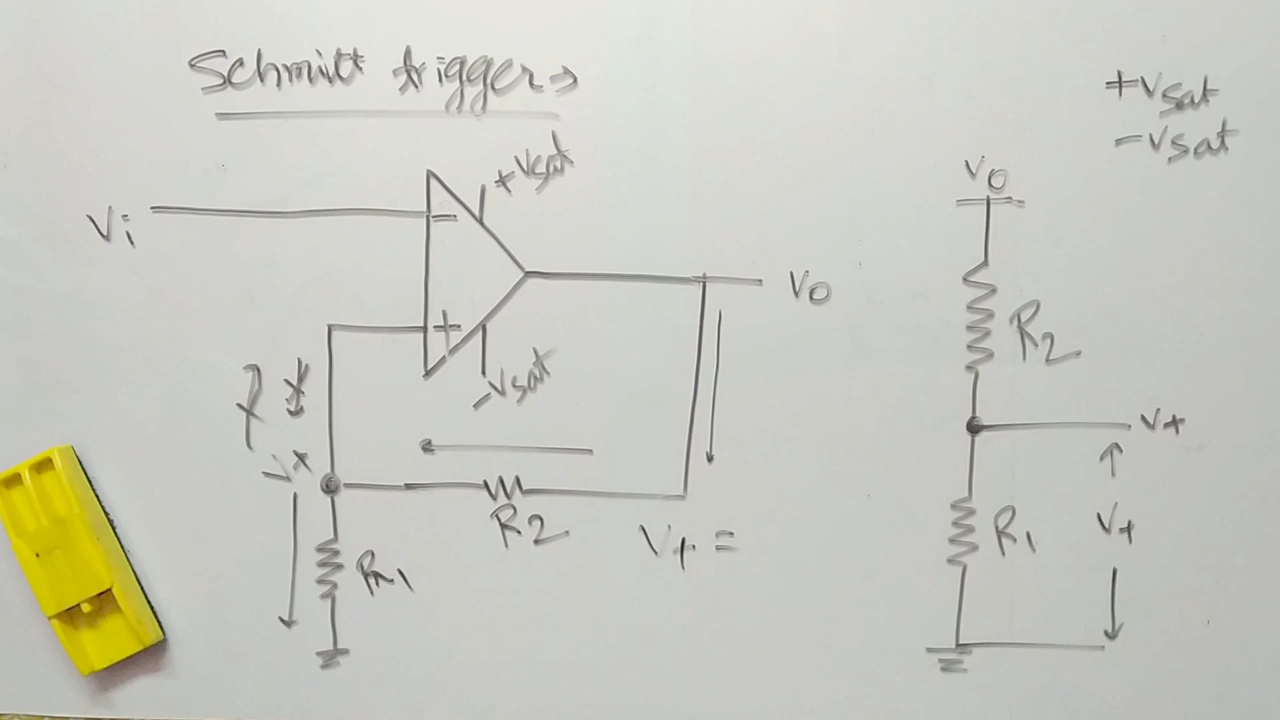 Schmitt trigger→
+Vsat
-Vsat
+Vsat
Vi
-
Vo
+
-Vsat
V+
R2
V+ =
R1
Vo
R2
V+
R1
V+